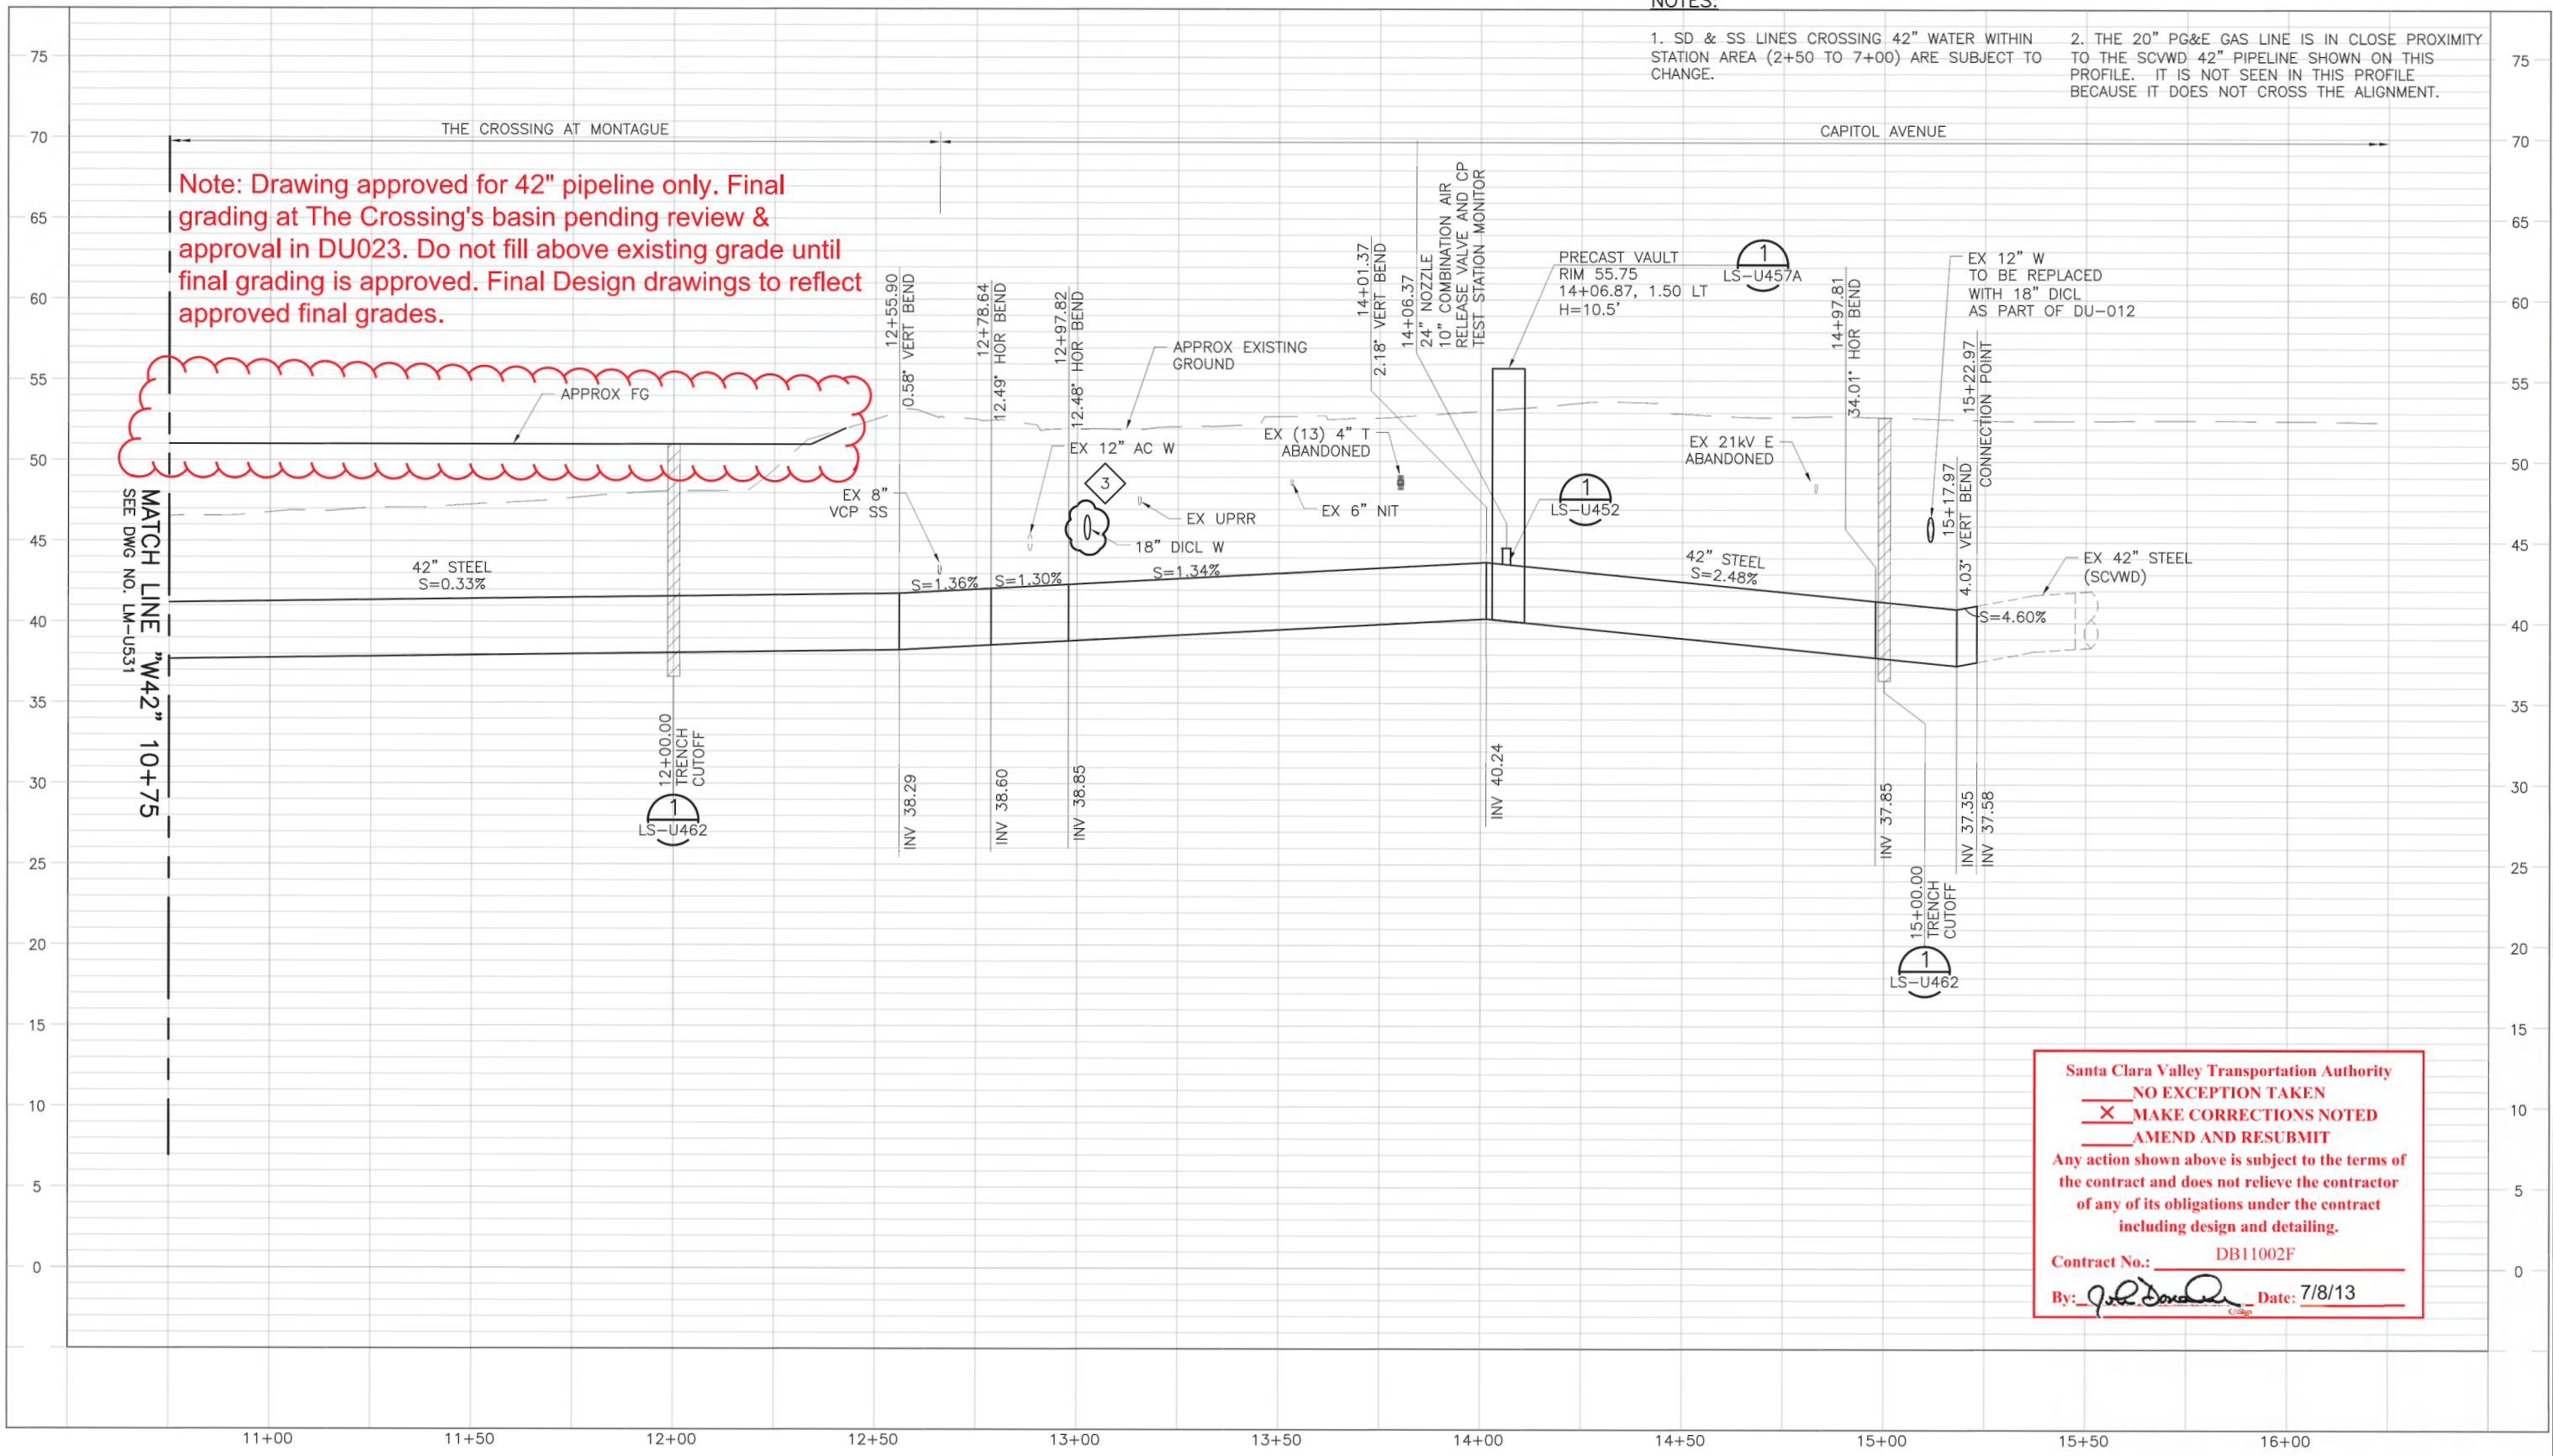 NOTES:
1. SD & SS LINES CROSSING 42" WATER WITHIN
STATION AREA (2+50 TO 7+00) ARE SUBJECT TO
CHANGE.
2. THE 20" PG&E GAS LINE IS IN CLOSE PROXIMITY
TO THE SCVWD 42" PIPELINE SHOWN ON THIS
PROFILE. IT IS NOT SEEN IN THIS PROFILE
BECAUSE IT DOES NOT CROSS THE ALIGNMENT.
THE CROSSING AT MONTAGUE
CAPITOL AVENUE
Note: Drawing approved for 42" pipeline only. Final
grading at The Crossing's basin pending review &
approval in DU023. Do not fill above existing grade until
final grading is approved. Final Design drawings to reflect
approved final grades.
APPROX FG
MATCH LINE "W42" 10+75
SEE DWG NO. LM-U531
42" STEEL
S=0.33%
12+00.00
TRENCH
CUTOFF
1
LS-U462
12+55.90
0.58° VERT BEND
12+78.64
12.49° HOR BEND
12+97.82
12.48° HOR BEND
APPROX EXISTING
GROUND
EX 8"
VCP SS
EX 12" AC W
3
EX UPRR
18" DICL W
S=1.36%
S=1.30%
S=1.34%
EX (13) 4" T
ABANDONED
EX 6" NIT
14+01.37
2.18° VERT BEND
14+06.37
24" NOZZLE
10" COMBINATION AIR
RELEASE VALVE AND CP
TEST STATION MONITOR
PRECAST VAULT
RIM 55.75
14+06.87, 1.50 LT
H=10.5'
1
LS-U457A
1
LS-U452
EX 21kV E
ABANDONED
42" STEEL
S=2.48%
14+97.81
34.01° HOR BEND
EX 12" W
TO BE REPLACED
WITH 18" DICL
AS PART OF DU-012
15+17.97
4.03° VERT BEND
15+22.97
CONNECTION POINT
EX 42" STEEL
(SCVWD)
S=4.60%
INV 38.29
INV 38.60
INV 38.85
INV 40.24
INV 37.85
INV 37.35
INV 37.58
15+00.00
TRENCH
CUTOFF
1
LS-U462
75
70
65
60
55
50
45
40
35
30
25
20
15
10
5
0
75
70
65
60
55
50
45
40
35
30
25
20
15
10
5
0
Santa Clara Valley Transportation Authority
NO EXCEPTION TAKEN
X MAKE CORRECTIONS NOTED
AMEND AND RESUBMIT
Any action shown above is subject to the terms of
the contract and does not relieve the contractor
of any of its obligations under the contract
including design and detailing.
Contract No.: DB11002F
By: Date: 7/8/13
11+00
11+50
12+00
12+50
13+00
13+50
14+00
14+50
15+00
15+50
16+00